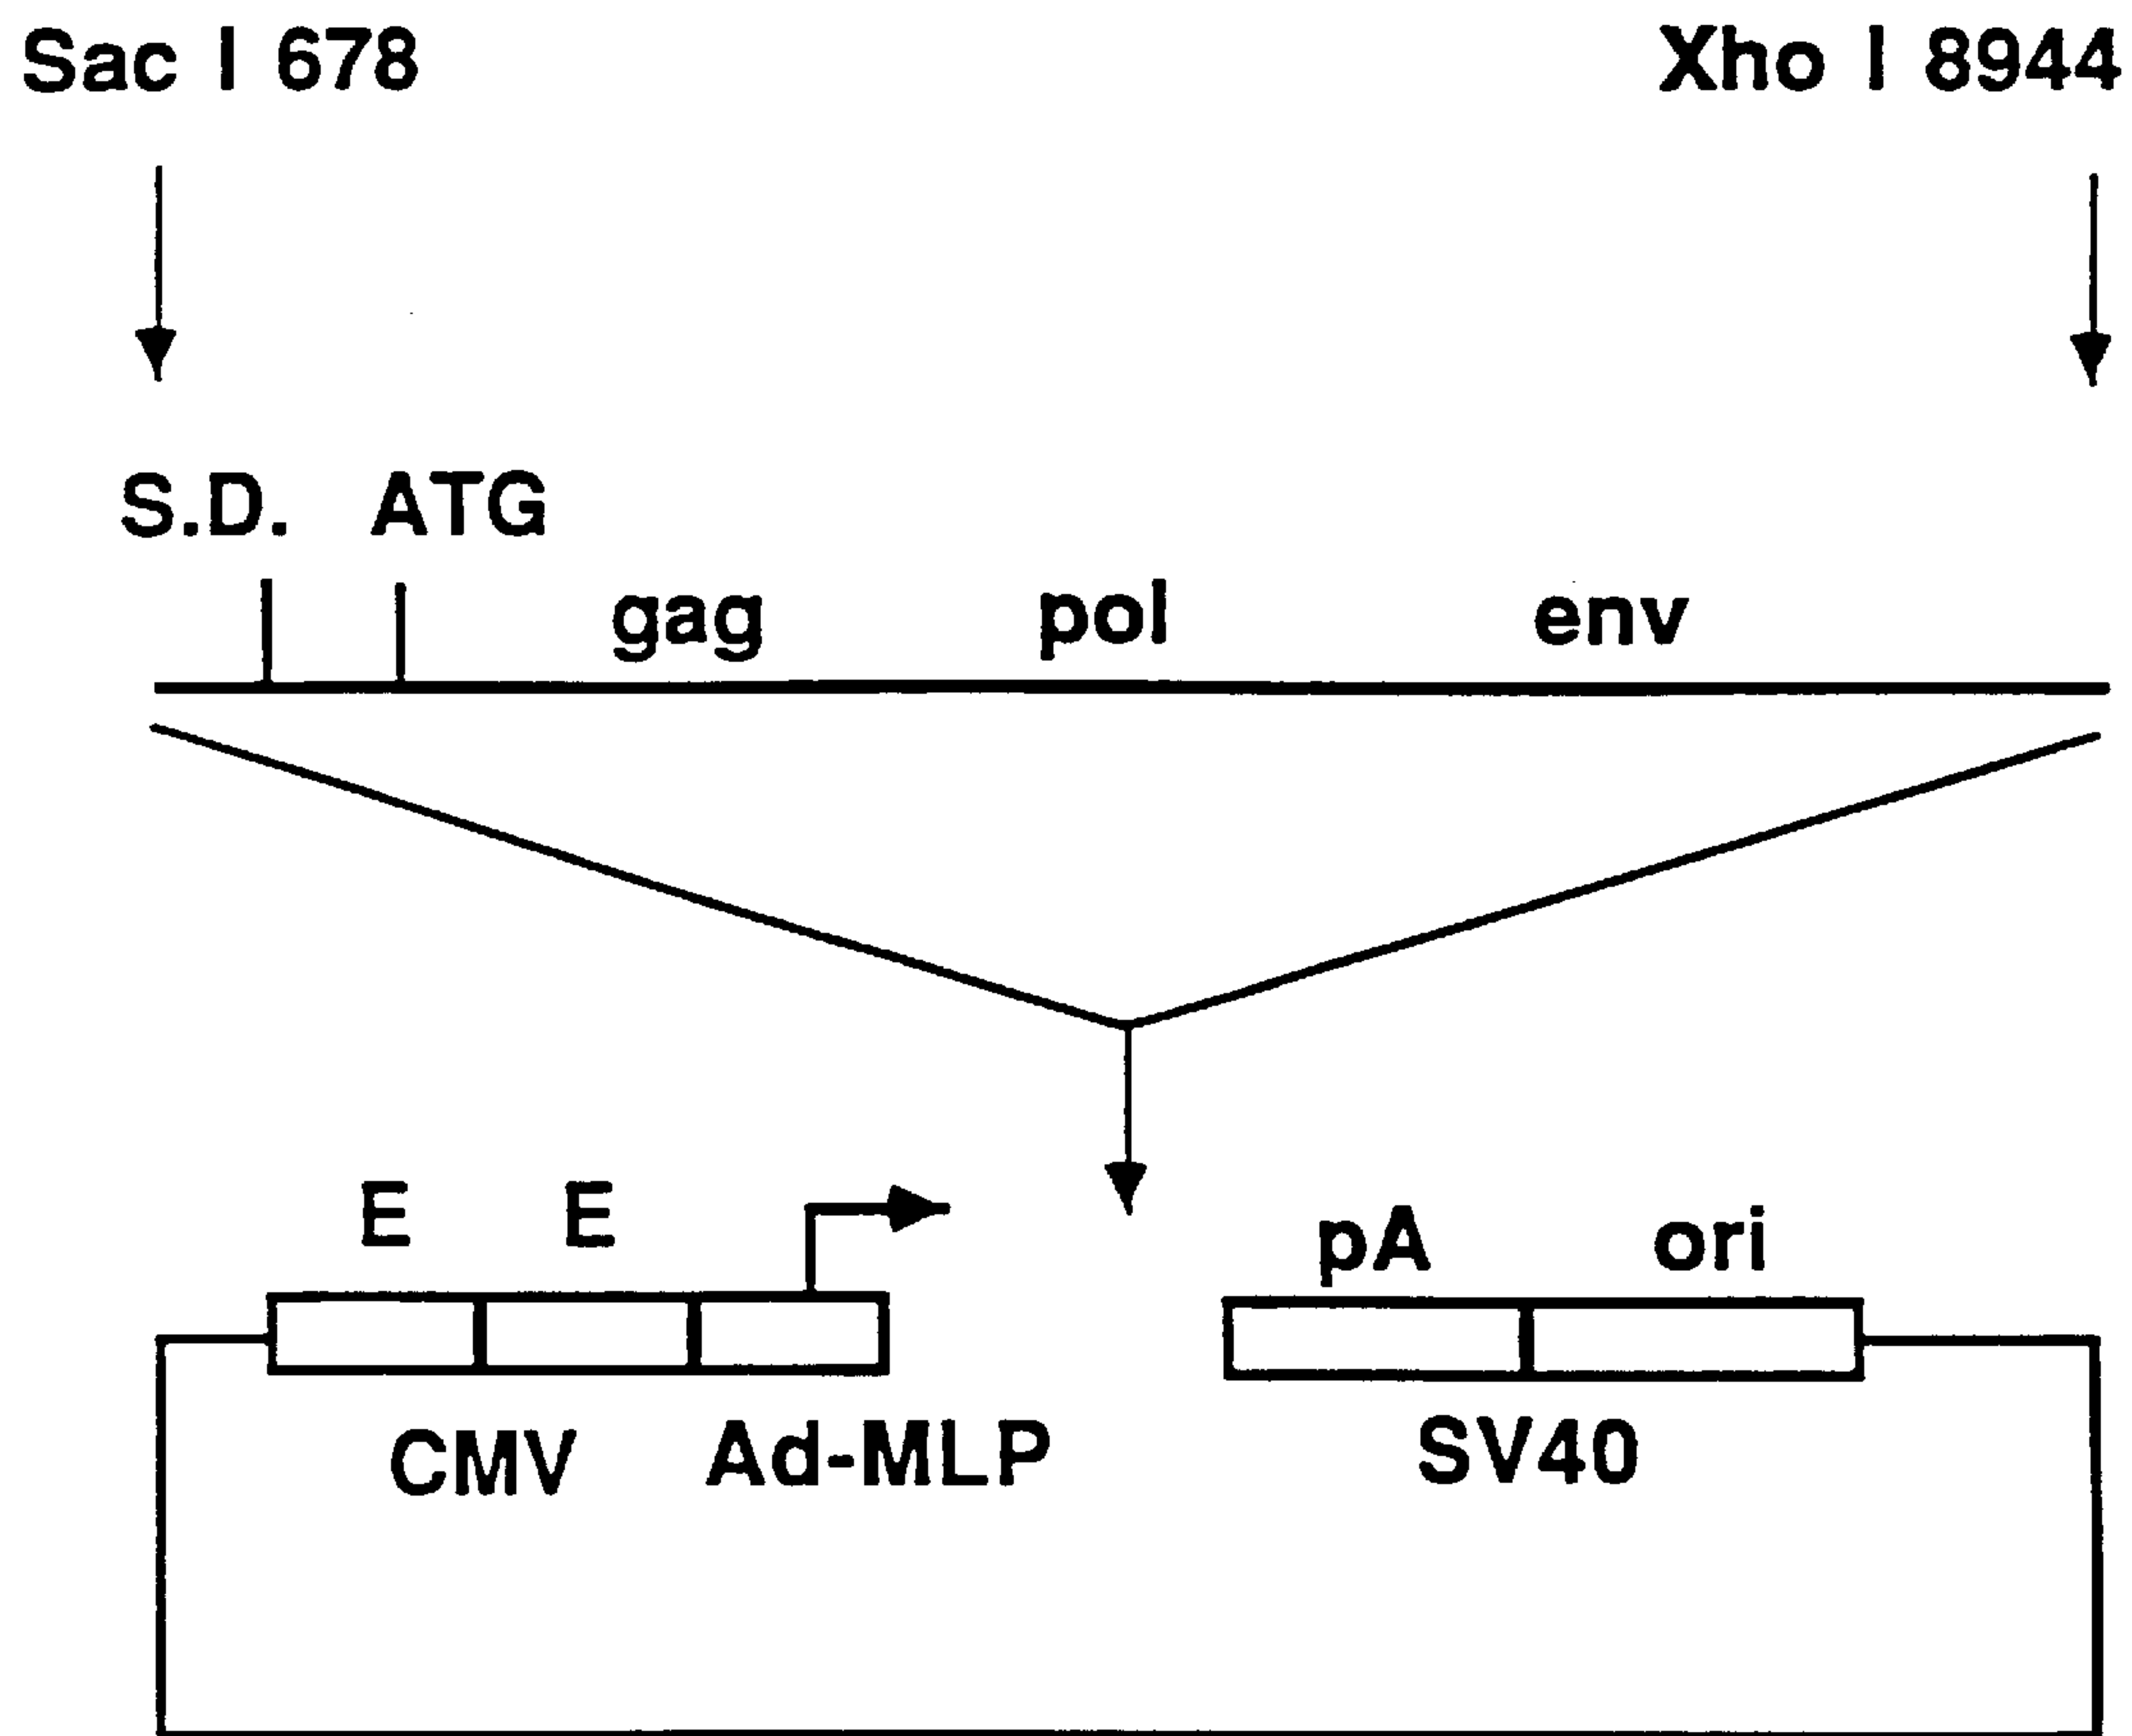 Sac I 678 Xho I 8944
S.D. ATG
gag pol env
E E pA ori
CMV Ad-MLP SV40